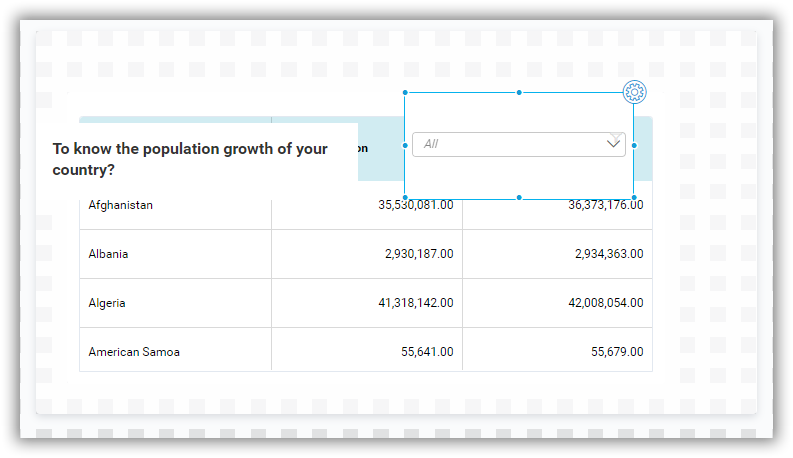 To know the population growth of your
country?
on
All
Afghanistan 35,530,081.00 36,373,176.00
Albania 2,930,187.00 2,934,363.00
Algeria 41,318,142.00 42,008,054.00
American Samoa 55,641.00 55,679.00